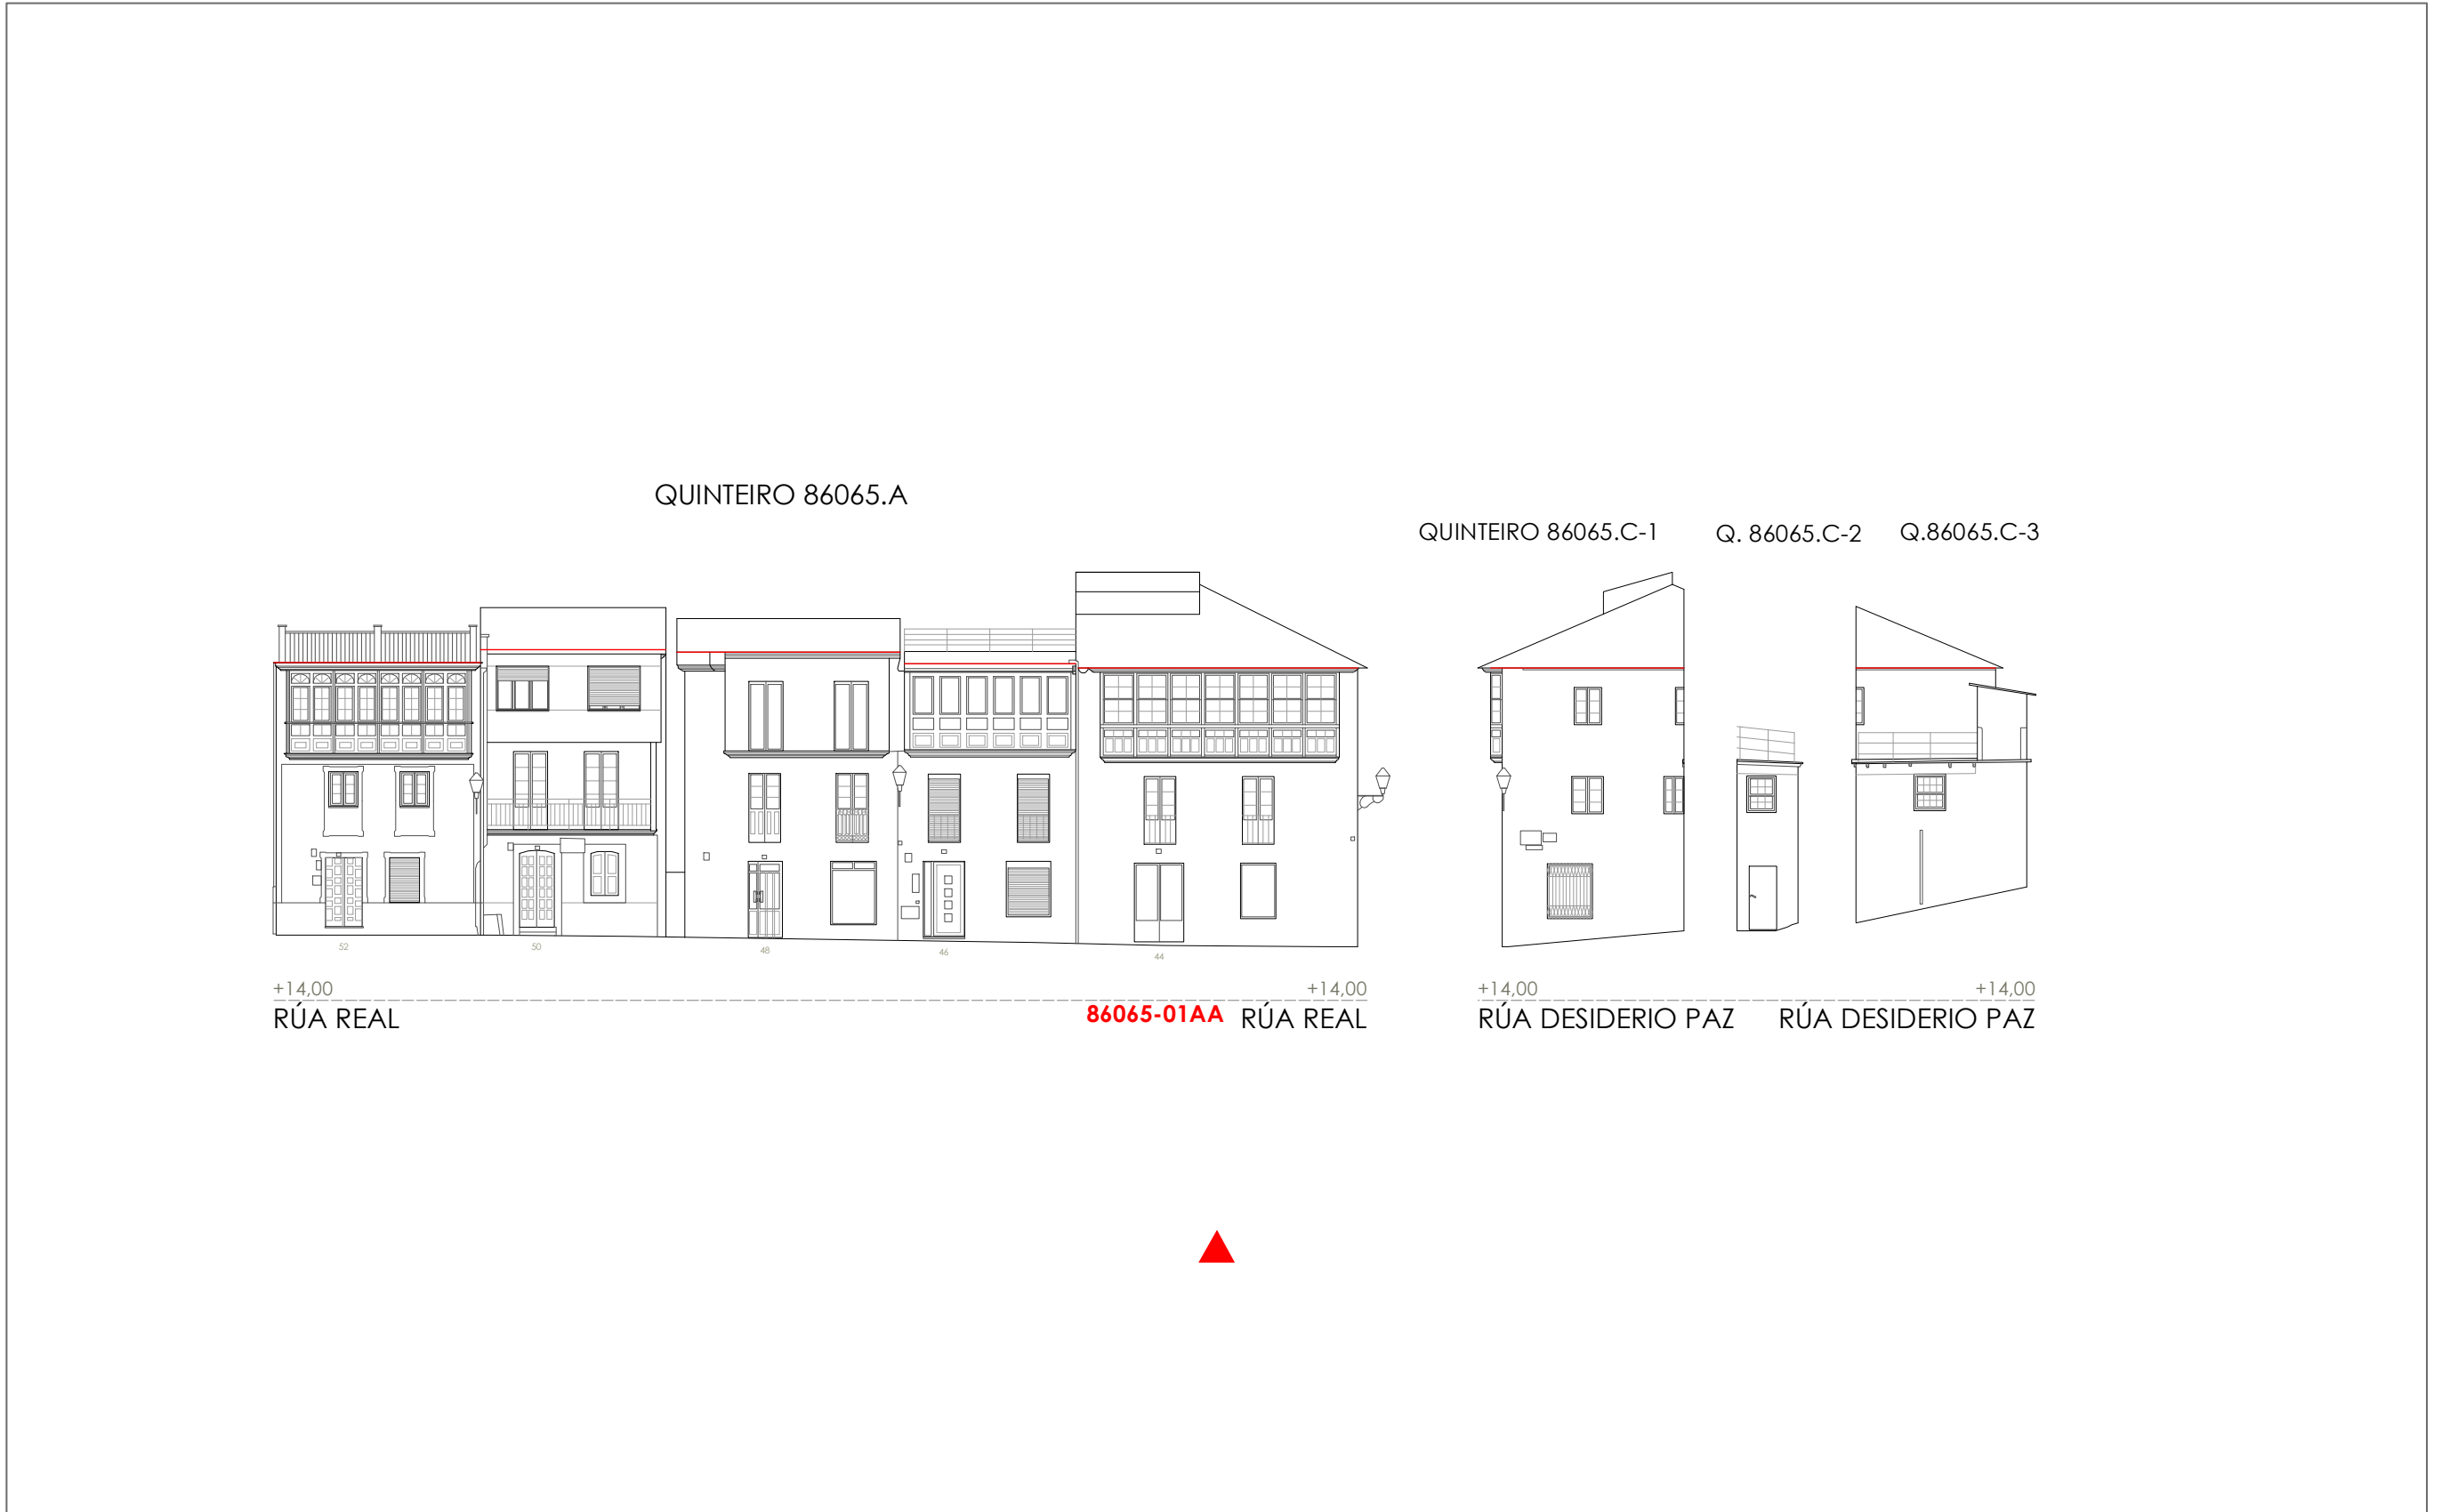 QUINTEIRO 86065.A
QUINTEIRO 86065.C-1
Q. 86065.C-2
Q.86065.C-3
52
50
48
46
44
+14,00
+14,00
+14,00
+14,00
RÚA REAL
86065-01AA
RÚA REAL
RÚA DESIDERIO PAZ
RÚA DESIDERIO PAZ